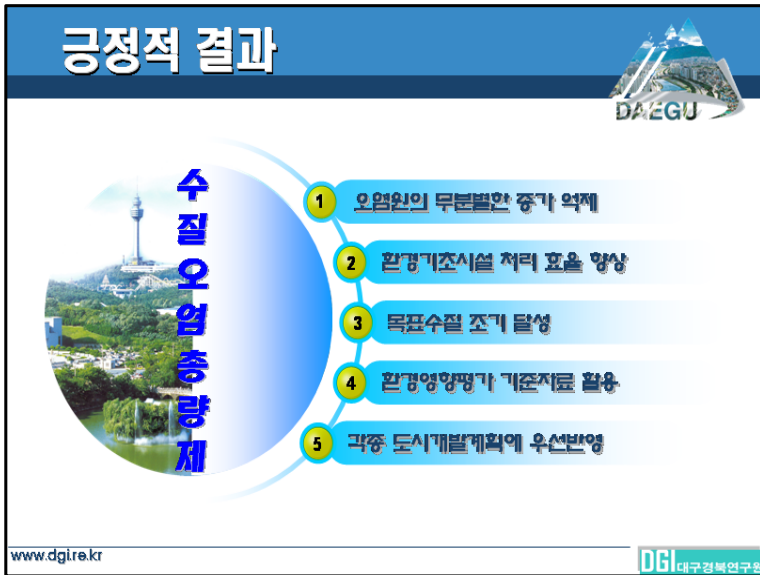 긍정적 결과
DAEGU
수질오염총량제
1 오염원의 무분별한 증가 억제
2 환경기초시설 처리 효율 향상
3 목표수질 조기 달성
4 환경영향평가 기준자료 활용
5 각종 도시개발계획에 우선반영
www.dgi.re.kr
DGI 대구경북연구원